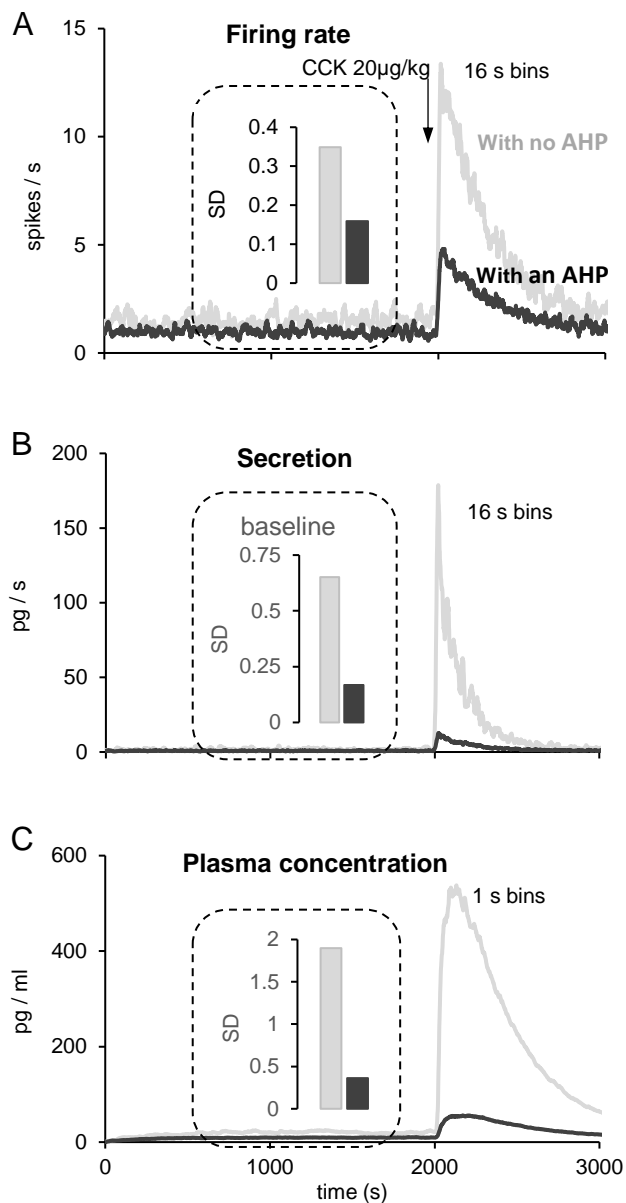 A
Firing rate
15
CCK 20µg/kg
16 s bins
10
5
0
spikes / s
0.4
0.3
0.2
0.1
0
SD
With no AHP
With an AHP
B
Secretion
200
150
100
50
0
pg / s
16 s bins
baseline
0.75
0.5
0.25
0
SD
C
Plasma concentration
600
400
200
0
pg / ml
1 s bins
2
1.5
1
0.5
0
SD
0
1000
2000
3000
time (s)